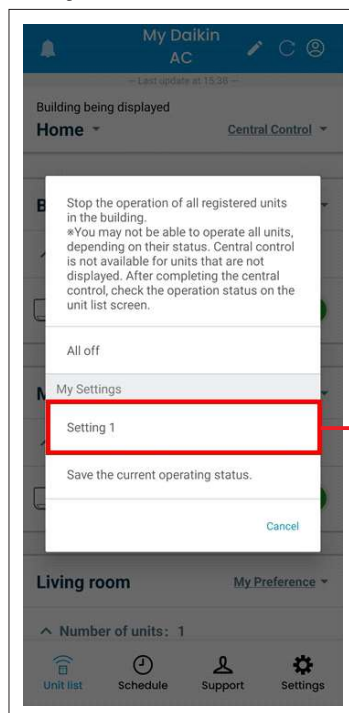 My Daikin
AC
— Last update at 15:36 —
Building being displayed
Home
Central Control
B
Stop the operation of all registered units
in the building.
※You may not be able to operate all units,
depending on their status. Central control
is not available for units that are not
displayed. After completing the central
control, check the operation status on the
unit list screen.
All off
My Settings
Setting 1
Save the current operating status.
Cancel
Living room
My Preference
Number of units: 1
Unit list
Schedule
Support
Settings